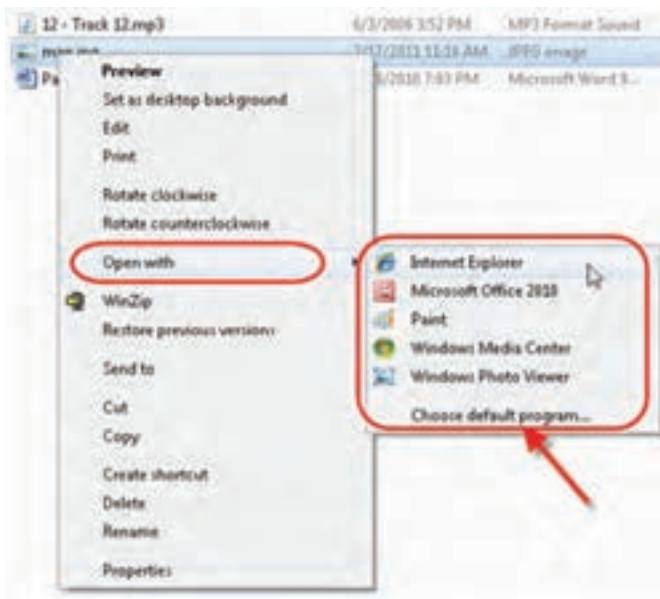 12 - Track 12.mp3 6/3/2006 3:52 PM MP3 Format Sound
AM JPEG image
PM Microsoft Word 9...
Preview
Set as desktop background
Edit
Print
Rotate clockwise
Rotate counterclockwise
Open with
WinZip
Restore previous versions
Send to
Cut
Copy
Create shortcut
Delete
Rename
Properties
Internet Explorer
Microsoft Office 2010
Paint
Windows Media Center
Windows Photo Viewer
Choose default program...